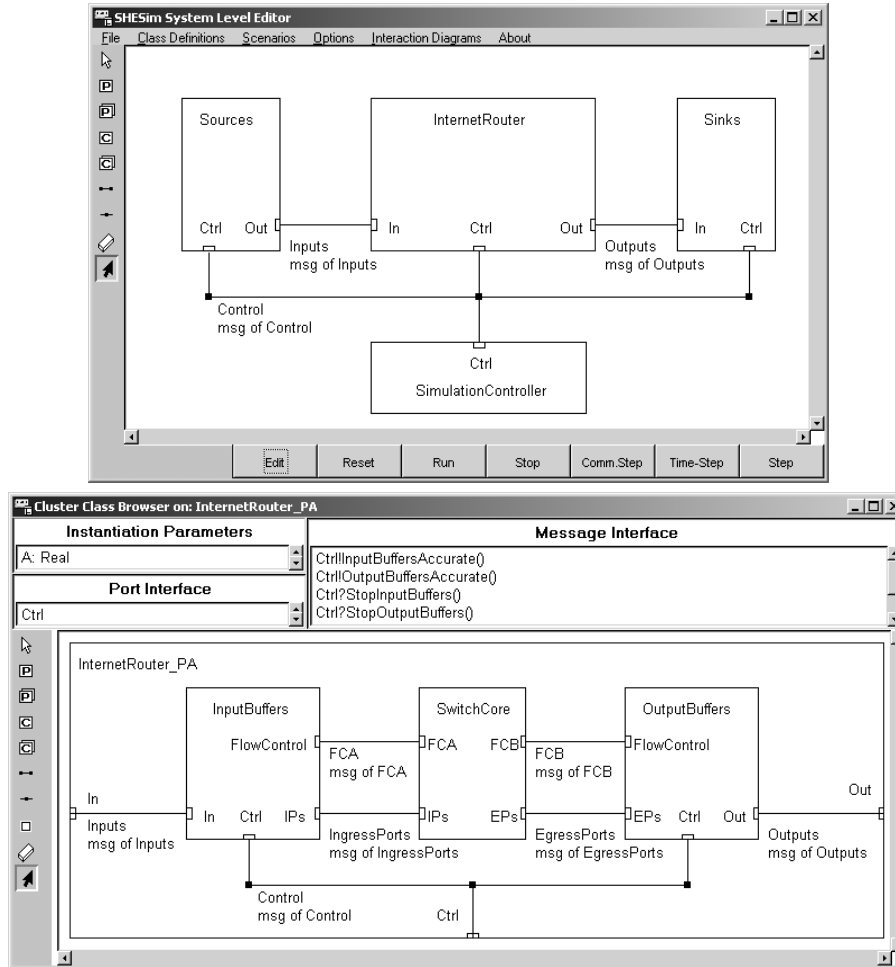 SHESim System Level Editor
File Class Definitions Scenarios Options Interaction Diagrams About
P
P
C
C
Sources InternetRouter Sinks
Ctrl Out In Ctrl Out In Ctrl
Inputs Outputs
msg of Inputs msg of Outputs
Control
msg of Control
Ctrl
SimulationController
Edit Reset Run Stop Comm.Step Time-Step Step
Cluster Class Browser on: InternetRouter_PA
Instantiation Parameters Message Interface
A: Real
Port Interface
Ctrl
Ctrl!InputBuffersAccurate()
Ctrl!OutputBuffersAccurate()
Ctrl?StopInputBuffers()
Ctrl?StopOutputBuffers()
P
P
C
C
InternetRouter_PA
InputBuffers SwitchCore OutputBuffers
FlowControl FCA FCB FlowControl
FCA FCB
msg of FCA msg of FCB
In Out
In Ctrl IPs IPs EPs EPs Ctrl Out
Inputs IngressPorts EgressPorts Outputs
msg of Inputs msg of IngressPorts msg of EgressPorts msg of Outputs
Control
msg of Control Ctrl